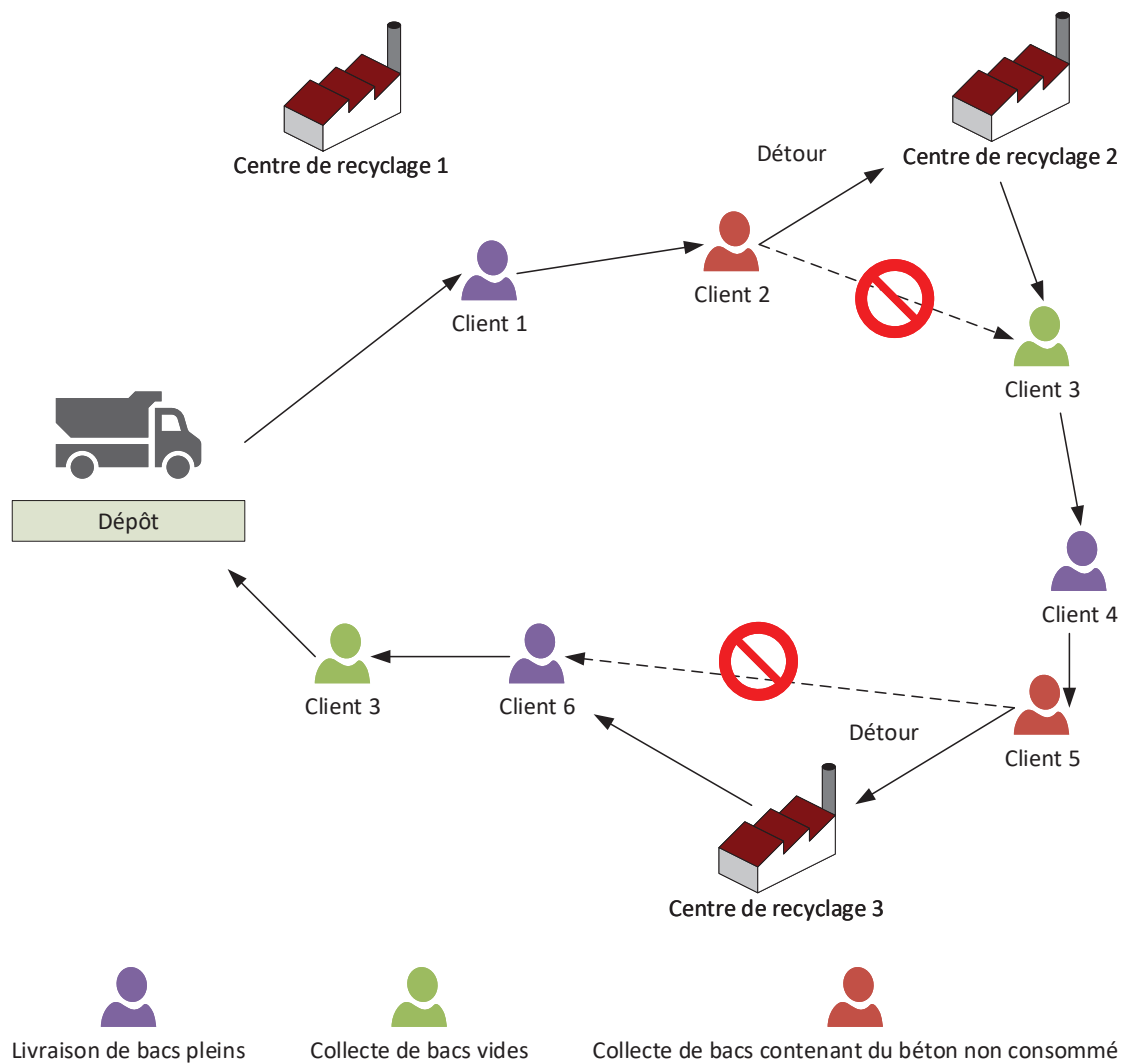 Centre de recyclage 1
Détour
Centre de recyclage 2
Client 1
Client 2
Client 3
Dépôt
Client 4
Client 3
Client 6
Détour
Client 5
Centre de recyclage 3
Livraison de bacs pleins
Collecte de bacs vides
Collecte de bacs contenant du béton non consommé